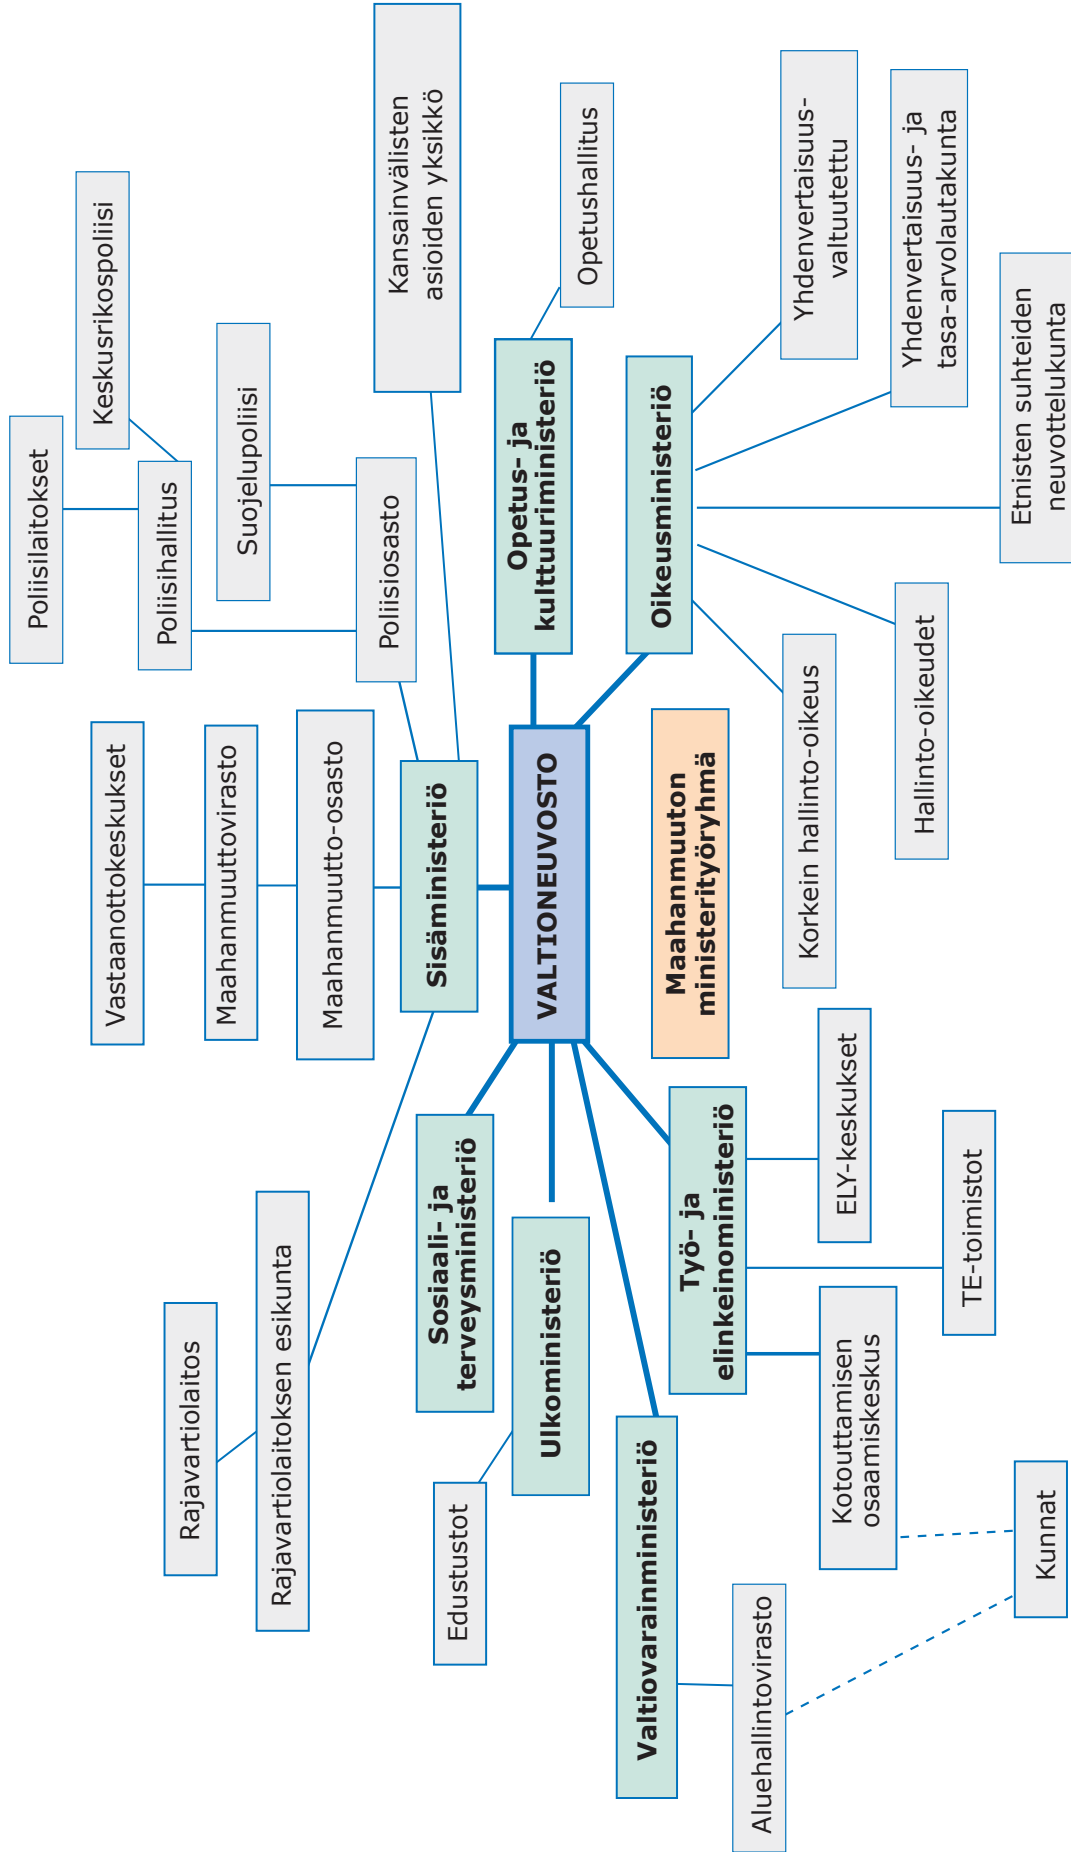 Rajavartiolaitos
Rajavartiolaitoksen esikunta
Vastaanottokeskukset
Maahanmuuttovirasto
Maahanmuutto-osasto
Poliisilaitokset
Keskusrikospoliisi
Poliisihallitus
Suojelupoliisi
Poliisiosasto
Kansainvälisten
asioiden yksikkö
Sisäministeriö
Edustustot
Sosiaali- ja
terveysministeriö
Ulkoministeriö
VALTIONEUVOSTO
Opetus- ja
kulttuuriministeriö
Opetushallitus
Valtiovarainministeriö
Työ- ja
elinkeinoministeriö
Maahanmuuton
ministerityöryhmä
Oikeusministeriö
Aluehallintovirasto
Kotouttamisen
osaamiskeskus
ELY-keskukset
TE-toimistot
Kunnat
Korkein hallinto-oikeus
Hallinto-oikeudet
Yhdenvertaisuus-
valtuutettu
Yhdenvertaisuus- ja
tasa-arvolautakunta
Etnisten suhteiden
neuvottelukunta